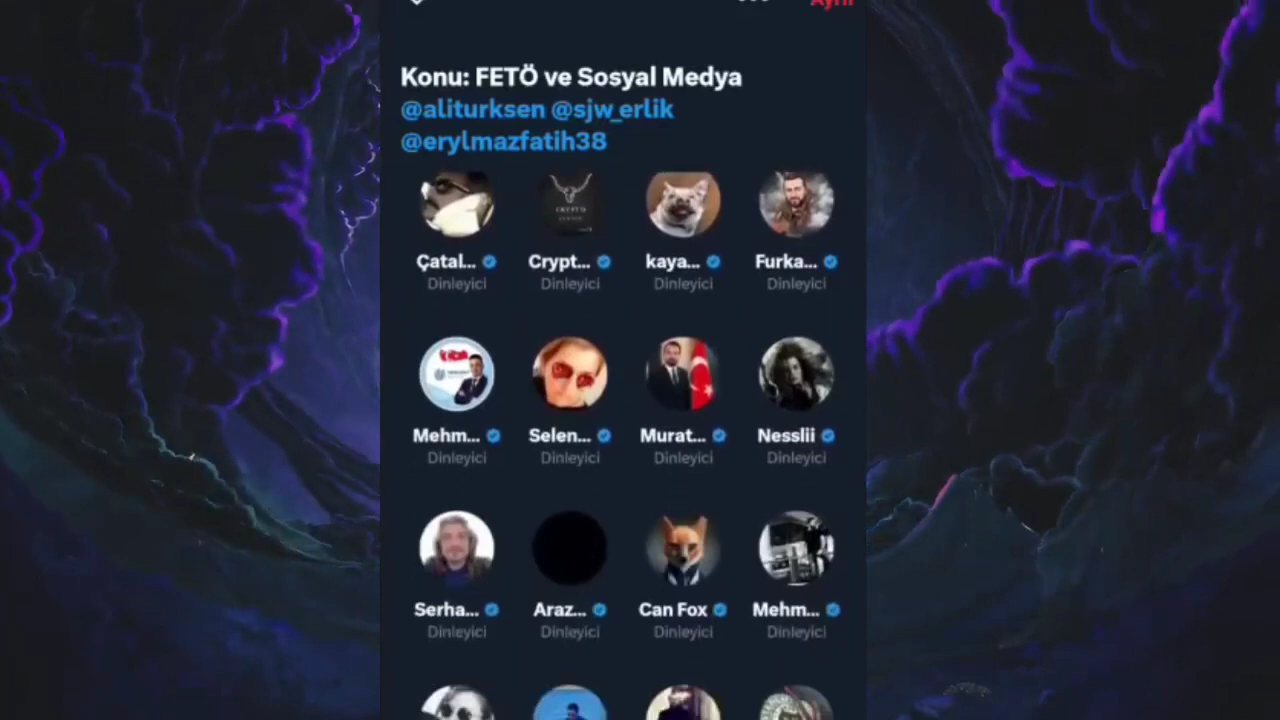 Ayrıl
Konu: FETÖ ve Sosyal Medya
@aliturksen @sjw_erlik
@erylmazfatih38
Çatal... Crypt... kaya... Furka...
Dinleyici Dinleyici Dinleyici Dinleyici
Mehm... Selen... Murat... Nesslii
Dinleyici Dinleyici Dinleyici Dinleyici
Serha... Araz... Can Fox Mehm...
Dinleyici Dinleyici Dinleyici Dinleyici